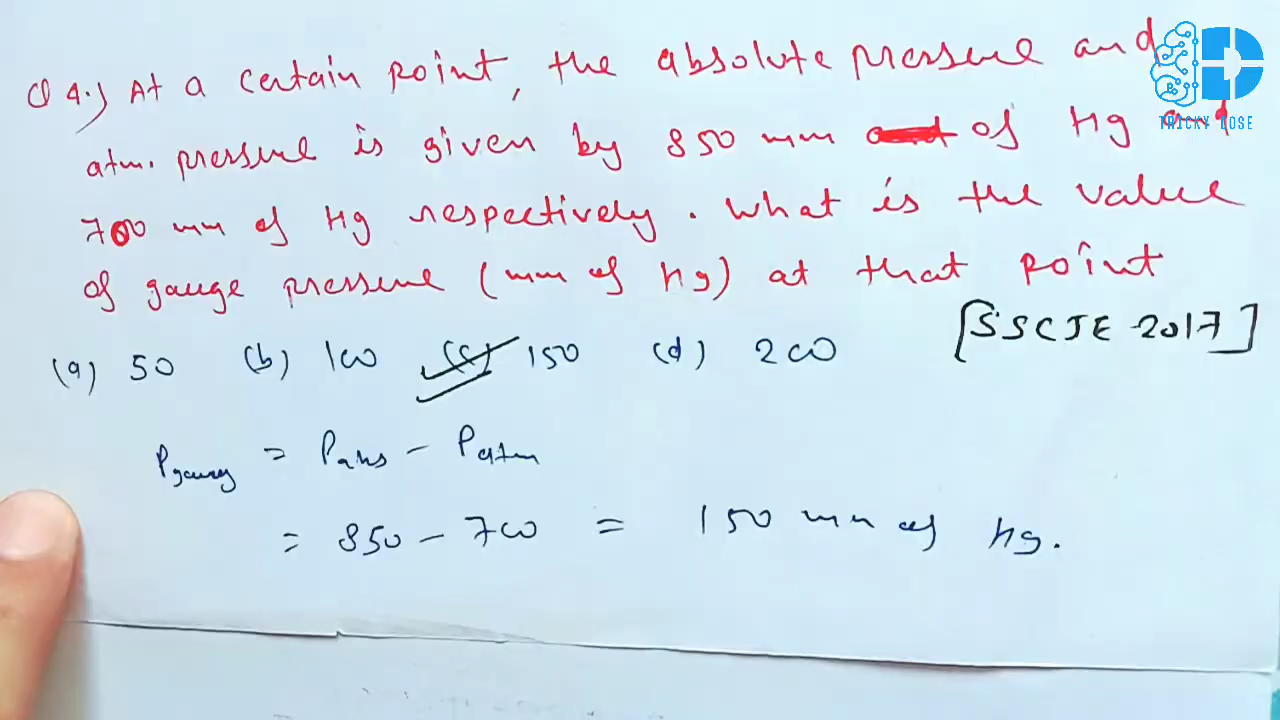 Q 4.) At a certain point, the absolute pressure and
atm. pressure is given by 850 mm of Hg and
700 mm of Hg respectively. What is the value
of gauge pressure (mm of hg) at that point
[SSCJE-2017]
(a) 50 (b) 100 (c) 150 (d) 200
Pgaug = Pabs - Patm
= 850 - 700 = 150 mm of hg.
TRICKY DOSE